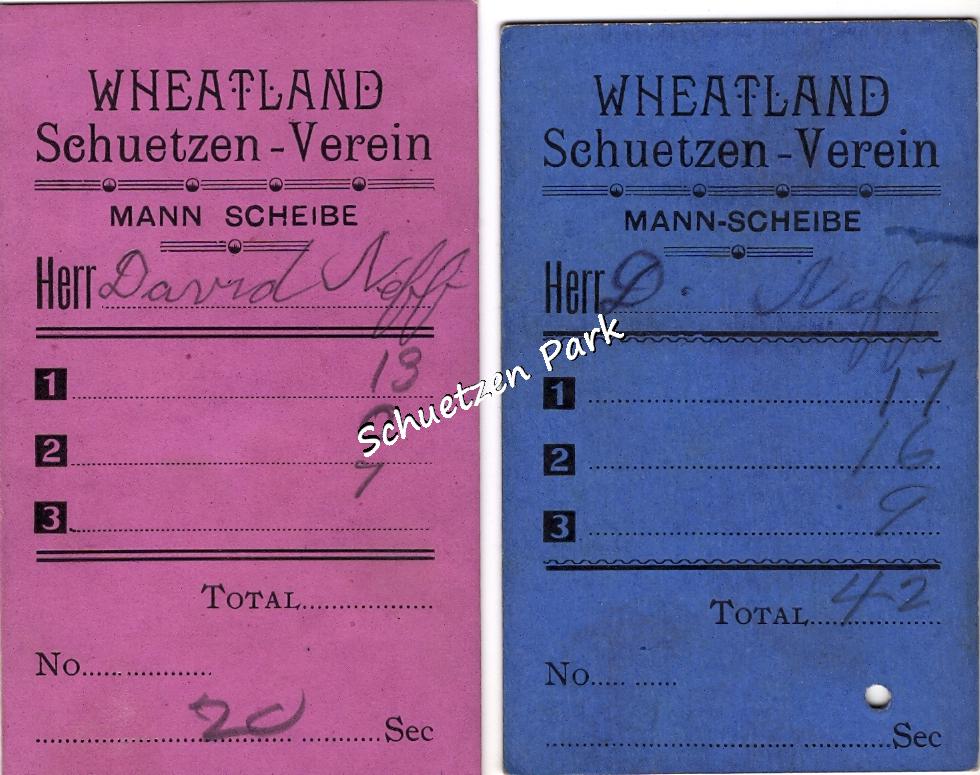 WHEATLAND
Schuetzen-Verein
MANN SCHEIBE
Herr David Neff
1 13
2
7
3
TOTAL
No
20 Sec
WHEATLAND
Schuetzen-Verein
MANN-SCHEIBE
Herr D. Neff
1 17
2 16
3 9
TOTAL 42
No
Sec
Schuetzen Park